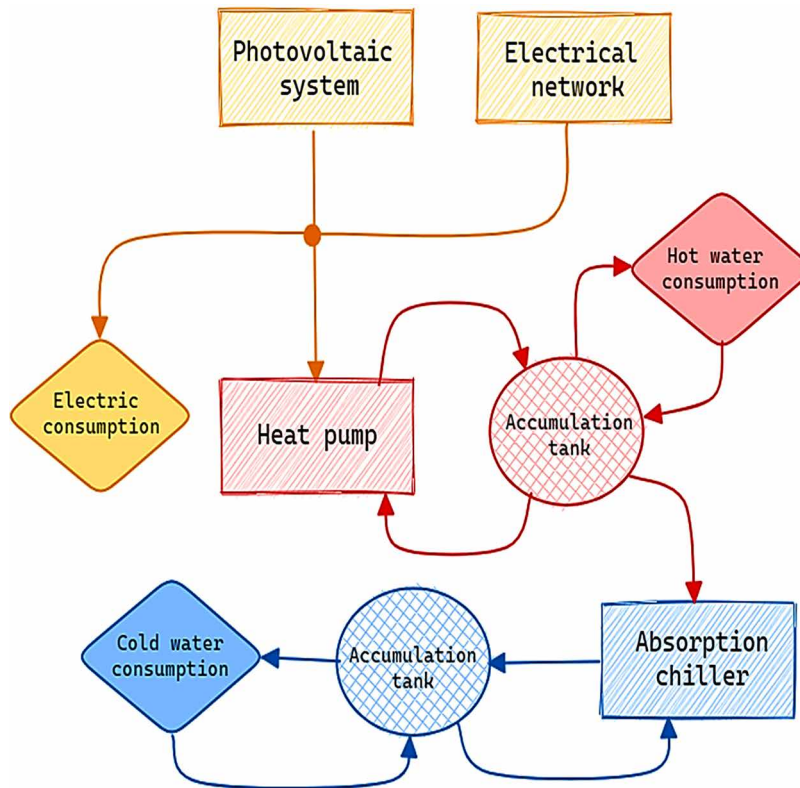 Photovoltaic
system
Electrical
network
Hot water
consumption
Electric
consumption
Heat pump
Accumulation
tank
Cold water
consumption
Accumulation
tank
Absorption
chiller